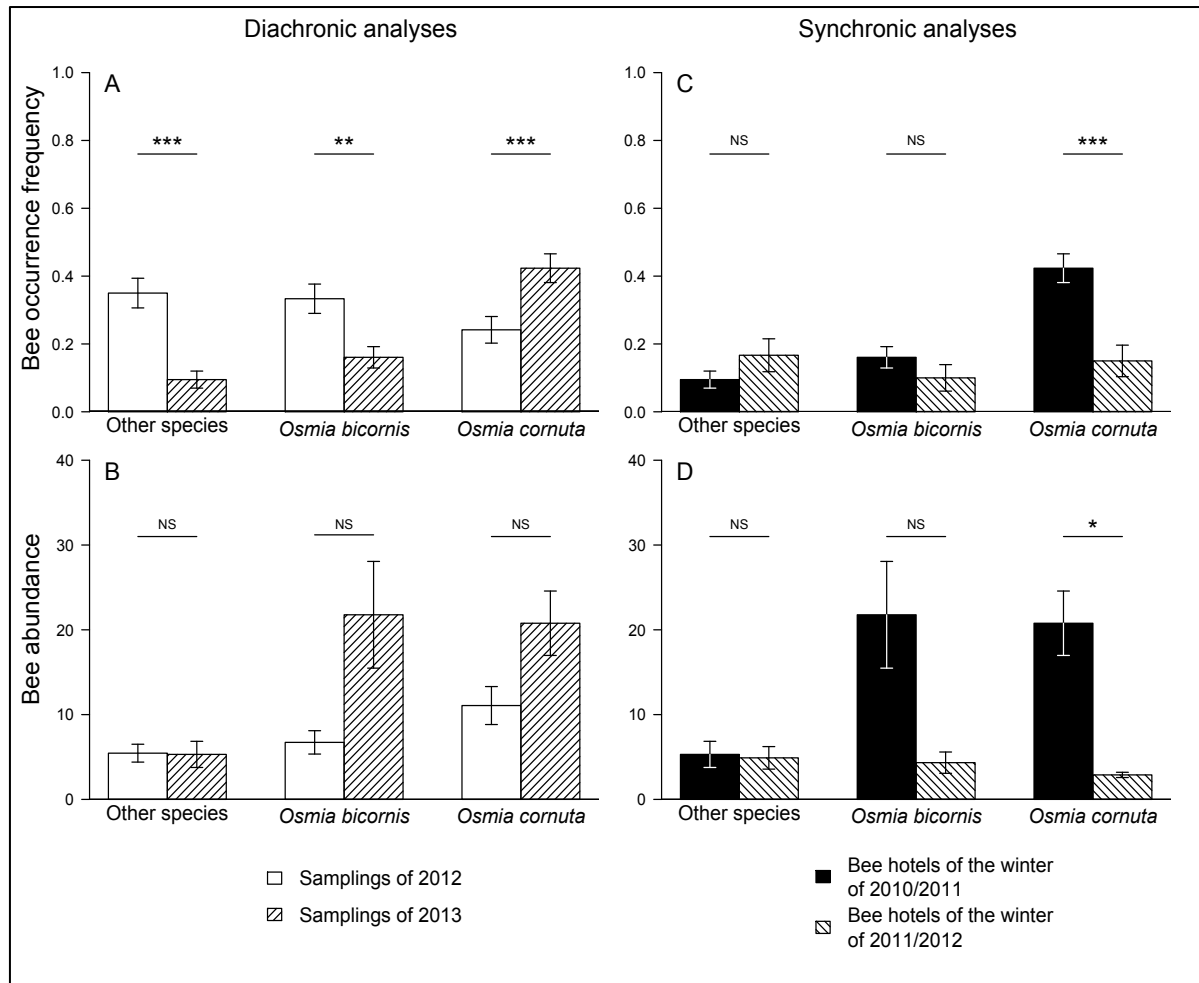 Diachronic analyses
Synchronic analyses
A
Bee occurrence frequency
1.0
0.8
0.6
0.4
0.2
0.0
***
**
***
Other species
Osmia bicornis
Osmia cornuta
C
1.0
0.8
0.6
0.4
0.2
0.0
NS
NS
***
Other species
Osmia bicornis
Osmia cornuta
B
Bee abundance
40
30
20
10
0
NS
NS
NS
Other species
Osmia bicornis
Osmia cornuta
D
40
30
20
10
0
NS
NS
*
Other species
Osmia bicornis
Osmia cornuta
Samplings of 2012
Samplings of 2013
Bee hotels of the winter
of 2010/2011
Bee hotels of the winter
of 2011/2012